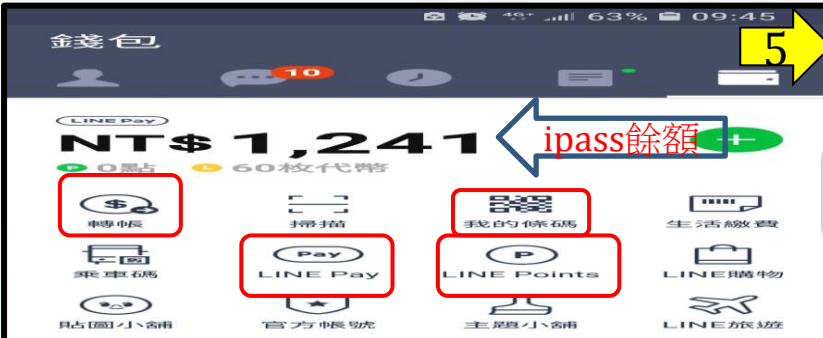 4G+ 63% 09:45
錢包
5
10
LINE Pay
NT$ 1,241
ipass餘額
+
P 0點 L 60枚代幣
轉帳 掃描 我的條碼 生活繳費
Pay P
乘車碼 LINE Pay LINE Points LINE購物
貼圖小舖 官方帳號 主題小舖 LINE旅遊